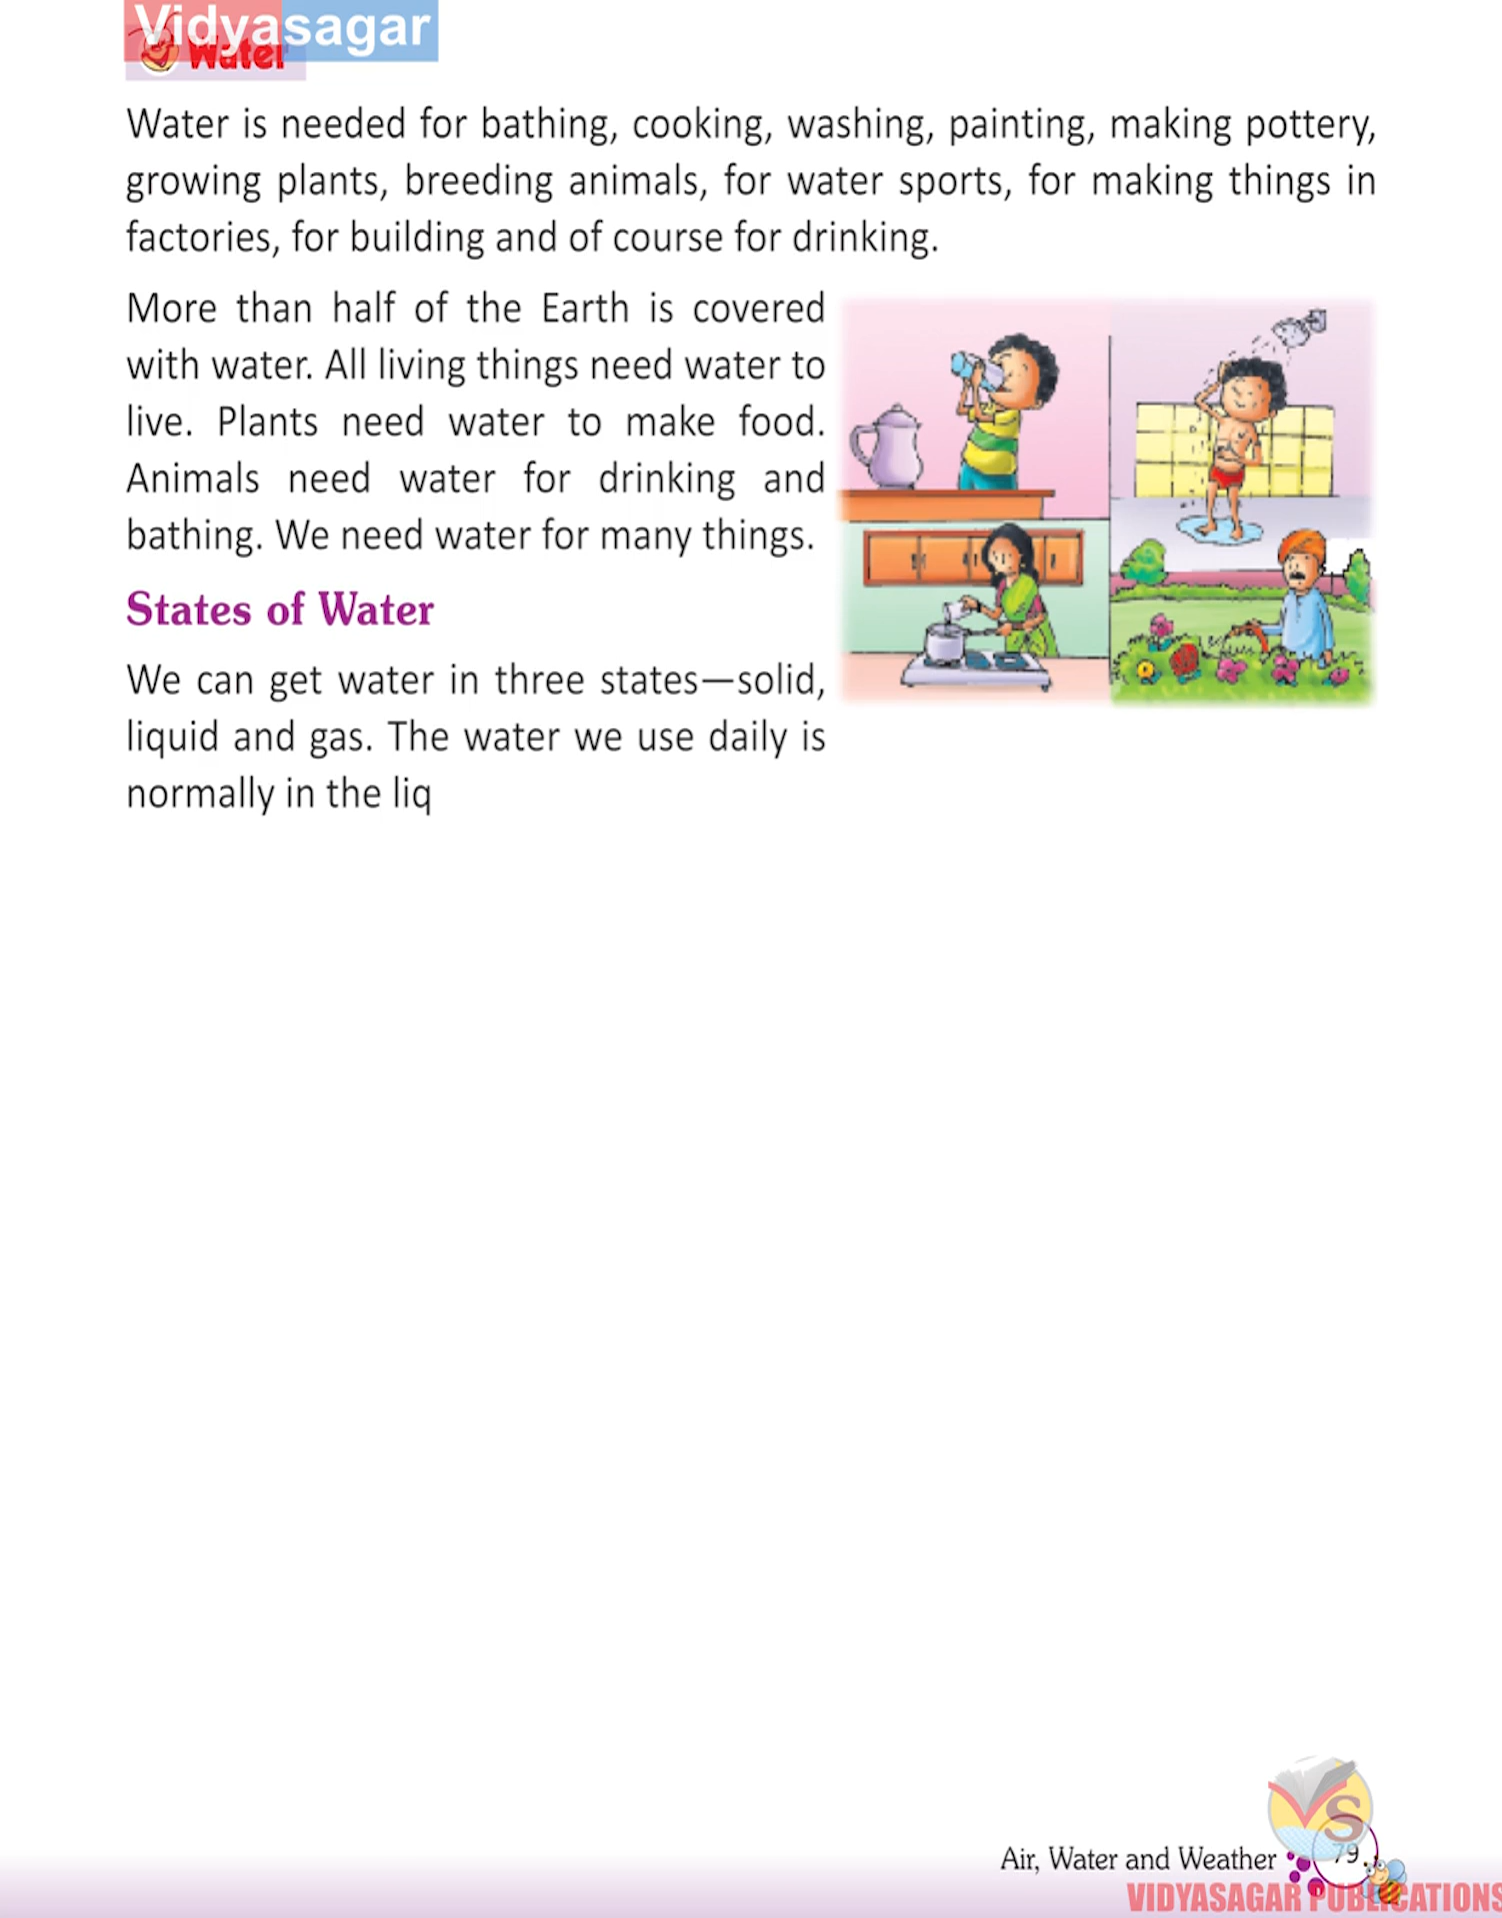 Vidyasagar
Water
Water is needed for bathing, cooking, washing, painting, making pottery,
growing plants, breeding animals, for water sports, for making things in
factories, for building and of course for drinking.
More than half of the Earth is covered
with water. All living things need water to
live. Plants need water to make food.
Animals need water for drinking and
bathing. We need water for many things.
States of Water
We can get water in three states—solid,
liquid and gas. The water we use daily is
normally in the liq
VS
Air, Water and Weather 79
VIDYASAGAR PUBLICATIONS